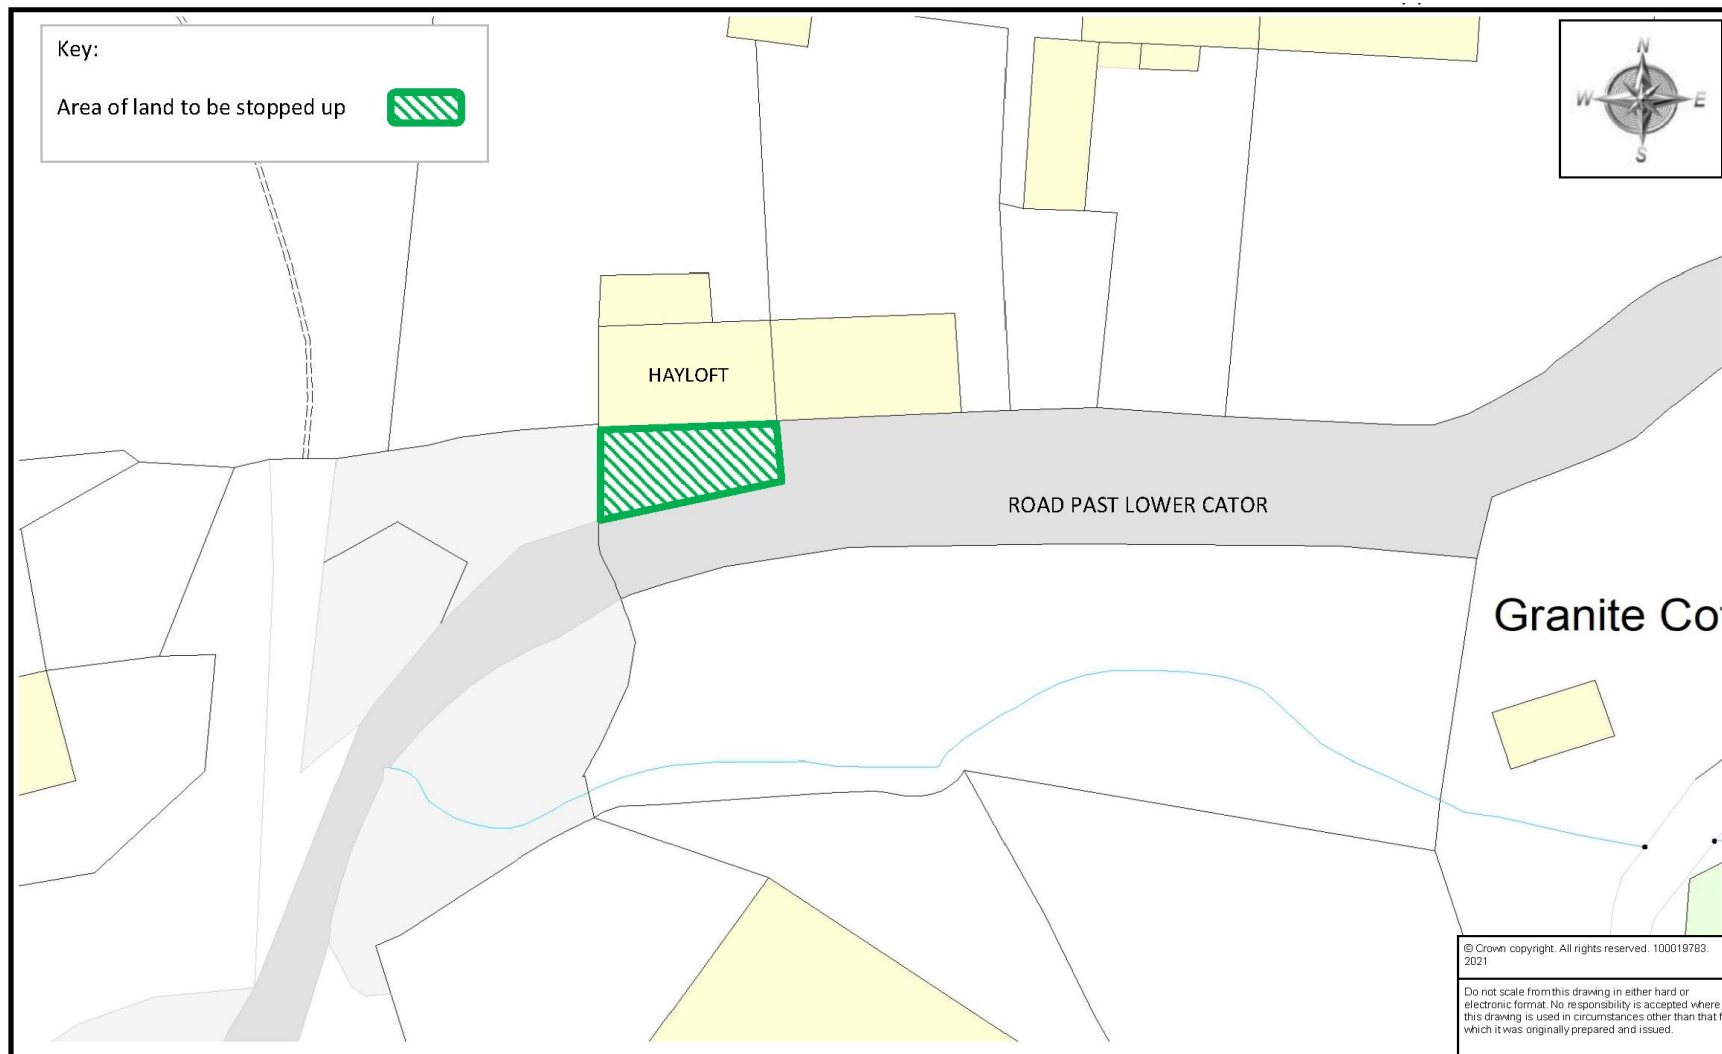 Key:
Area of land to be stopped up
N
W E
S
HAYLOFT
ROAD PAST LOWER CATOR
Granite
© Crown copyright. All rights reserved. 100019783.
2021
Do not scale from this drawing in either hard or
electronic format. No responsibility is accepted where
this drawing is used in circumstances other than that
which it was originally prepared and issued.